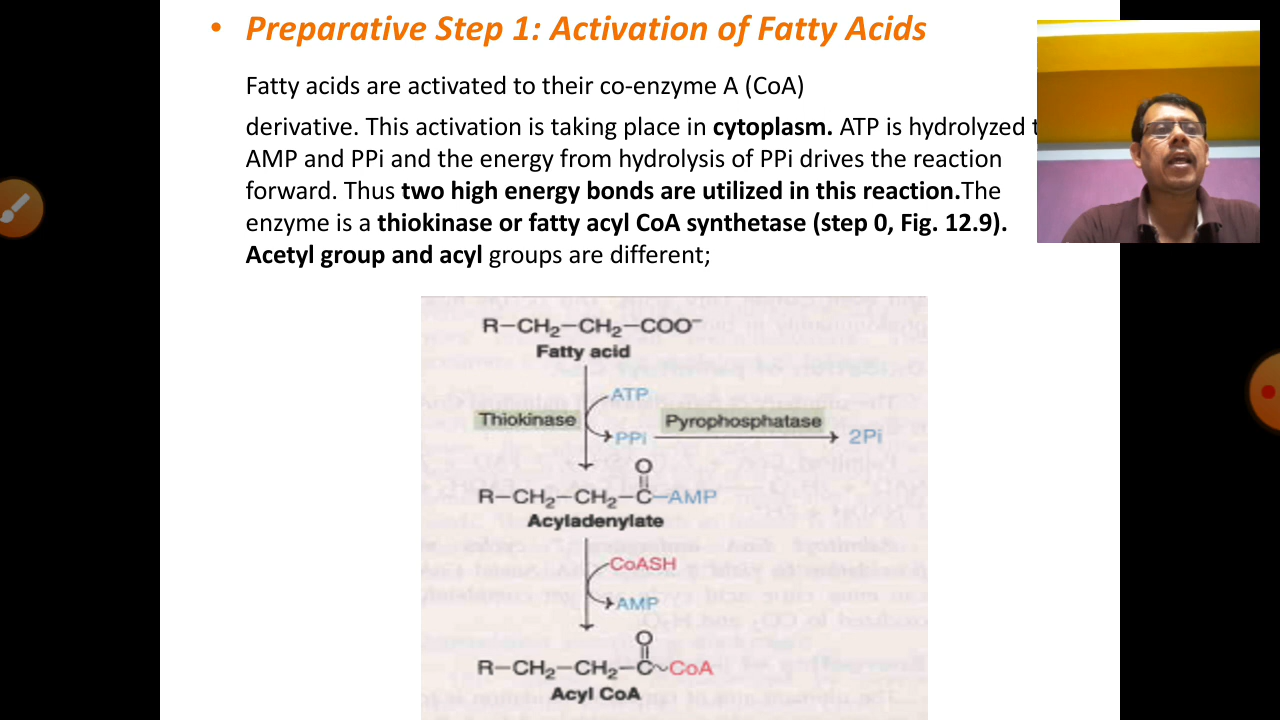 • Preparative Step 1: Activation of Fatty Acids
Fatty acids are activated to their co-enzyme A (CoA)
derivative. This activation is taking place in cytoplasm. ATP is hydrolyzed
AMP and PPi and the energy from hydrolysis of PPi drives the reaction
forward. Thus two high energy bonds are utilized in this reaction.The
enzyme is a thiokinase or fatty acyl CoA synthetase (step 0, Fig. 12.9).
Acetyl group and acyl groups are different;
R–CH₂–CH₂–COO⁻
Fatty acid
ATP
Thiokinase
Pyrophosphatase
PPi
2Pi
O
R–CH₂–CH₂–C–AMP
Acyladenylate
CoASH
AMP
O
R–CH₂–CH₂–C~CoA
Acyl CoA